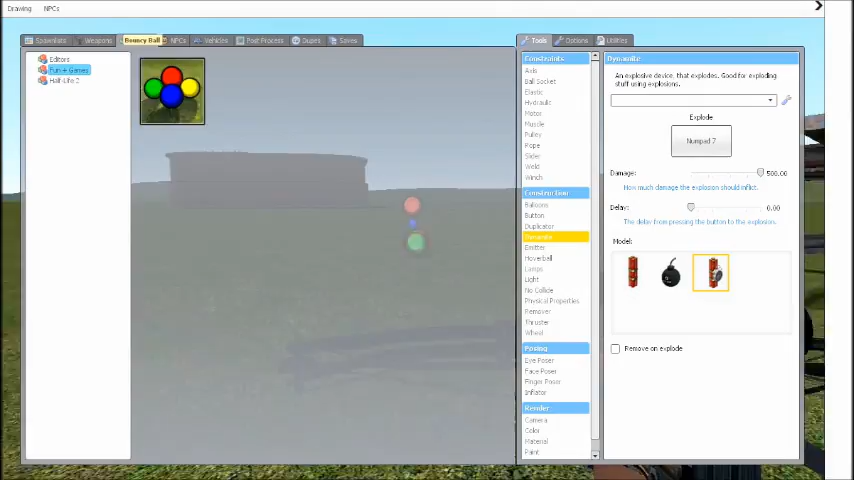 Drawing NPCs
Spawnlists Weapons Bouncy Ball NPCs Vehicles Post Process Dupes Saves
Editors
Fun + Games
Half-Life 2
Tools Options Utilities
Constraints
Axis
Ball Socket
Elastic
Hydraulic
Motor
Muscle
Pulley
Rope
Slider
Weld
Winch
Construction
Balloons
Button
Duplicator
Dynamite
Emitter
Hoverball
Lamps
Light
No Collide
Physical Properties
Remover
Thruster
Wheel
Posing
Eye Poser
Face Poser
Finger Poser
Inflator
Render
Camera
Color
Material
Paint
Dynamite
An explosive device, that explodes. Good for exploding
stuff using explosions.
Explode
Numpad 7
Damage: 500.00
How much damage the explosion should inflict.
Delay: 0.00
The delay from pressing the button to the explosion.
Model:
Remove on explode